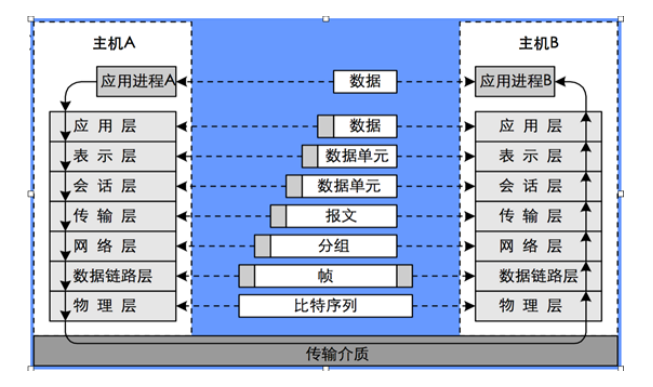 主机A 主机B
应用进程A 数据 应用进程B
应用层 数据 应用层
表示层 数据单元 表示层
会话层 数据单元 会话层
传输层 报文 传输层
网络层 分组 网络层
数据链路层 帧 数据链路层
物理层 比特序列 物理层
传输介质